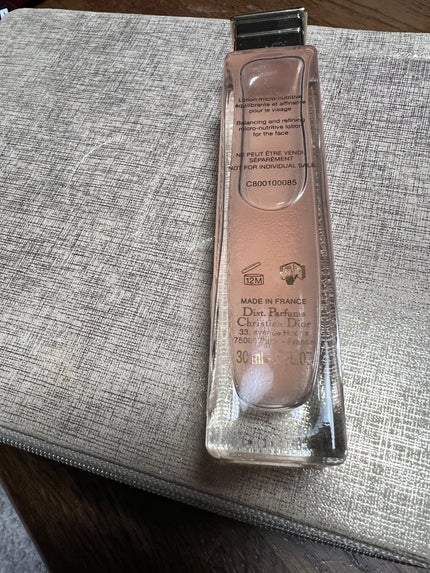 Lotion micro-nutritive
équilibrante et affinante
pour le visage
Balancing and refining
micro-nutritive lotion
for the face
NE PEUT ÊTRE VENDU
SÉPARÉMENT
NOT FOR INDIVIDUAL SALE
C800100085
12M
MADE IN FRANCE
Dist. Parfums
Christian Dior
33, avenue Hoche
Paris - France
30 ml